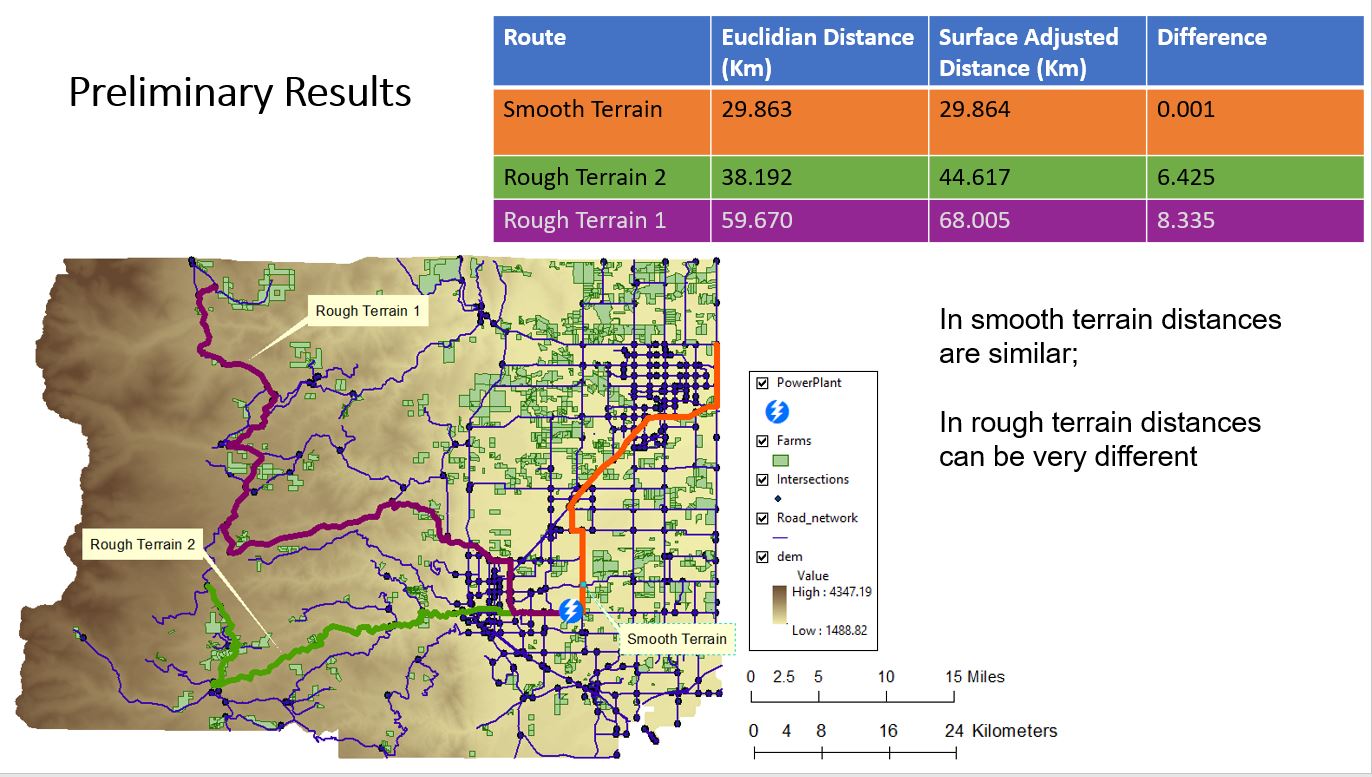 Preliminary Results
Route
Euclidian Distance
(Km)
Surface Adjusted
Distance (Km)
Difference
Smooth Terrain
29.863
29.864
0.001
Rough Terrain 2
38.192
44.617
6.425
Rough Terrain 1
59.670
68.005
8.335
Rough Terrain 1
Rough Terrain 2
Smooth Terrain
PowerPlant
Farms
Intersections
Road_network
dem
Value
High : 4347.19
Low : 1488.82
In smooth terrain distances
are similar;
In rough terrain distances
can be very different
0 2.5 5 10 15 Miles
0 4 8 16 24 Kilometers